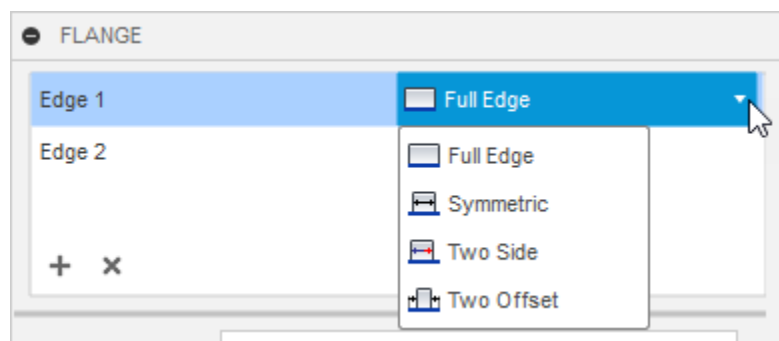 FLANGE
Edge 1 Full Edge
Edge 2 Full Edge
Symmetric
Two Side
Two Offset